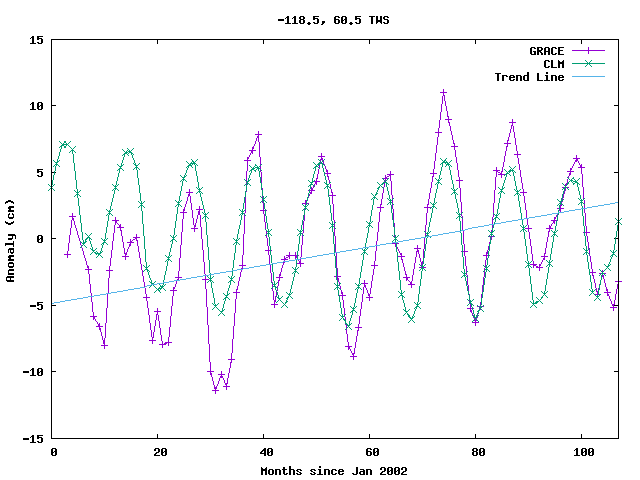 -118.5, 60.5 TWS
GRACE
CLM
Trend Line
15
10
5
0
-5
-10
-15
Anomaly (cm)
0 20 40 60 80 100
Months since Jan 2002